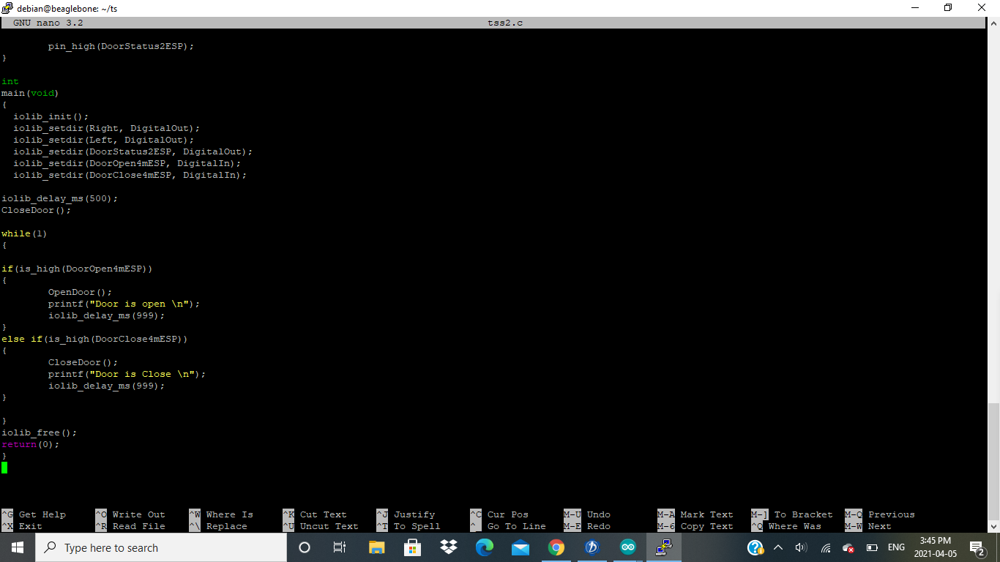 debian@beaglebone: ~/ts
GNU nano 3.2 tss2.c
pin_high(DoorStatus2ESP);
}
int
main(void)
{
iolib_init();
iolib_setdir(Right, DigitalOut);
iolib_setdir(Left, DigitalOut);
iolib_setdir(DoorStatus2ESP, DigitalOut);
iolib_setdir(DoorOpen4mESP, DigitalIn);
iolib_setdir(DoorClose4mESP, DigitalIn);
iolib_delay_ms(500);
CloseDoor();
while(1)
{
if(is_high(DoorOpen4mESP))
{
OpenDoor();
printf("Door is open \n");
iolib_delay_ms(999);
}
else if(is_high(DoorClose4mESP))
{
CloseDoor();
printf("Door is Close \n");
iolib_delay_ms(999);
}
}
iolib_free();
return(0);
}
^G Get Help ^O Write Out ^W Where Is ^K Cut Text ^J Justify ^C Cur Pos M-U Undo M-A Mark Text M-] To Bracket M-Q Previous
^X Exit ^R Read File ^\ Replace ^U Uncut Text ^T To Spell ^_ Go To Line M-E Redo M-6 Copy Text ^Q Where Was M-W Next
Type here to search ENG 3:45 PM
2021-04-05 2